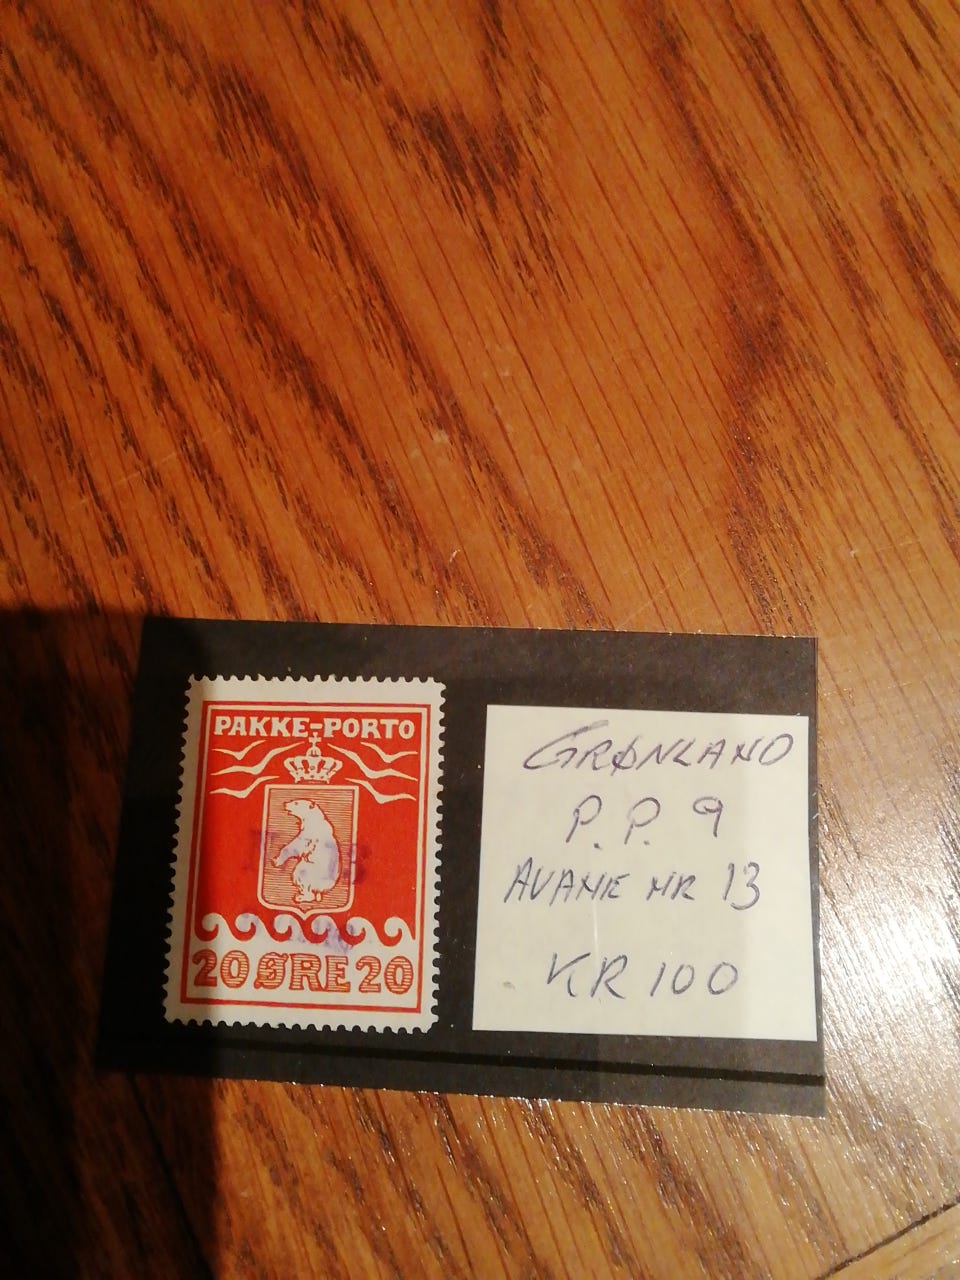 PAKKE-PORTO
20 ØRE 20
GRØNLAND
P.P. 9
AVANE NR 13
KR 100